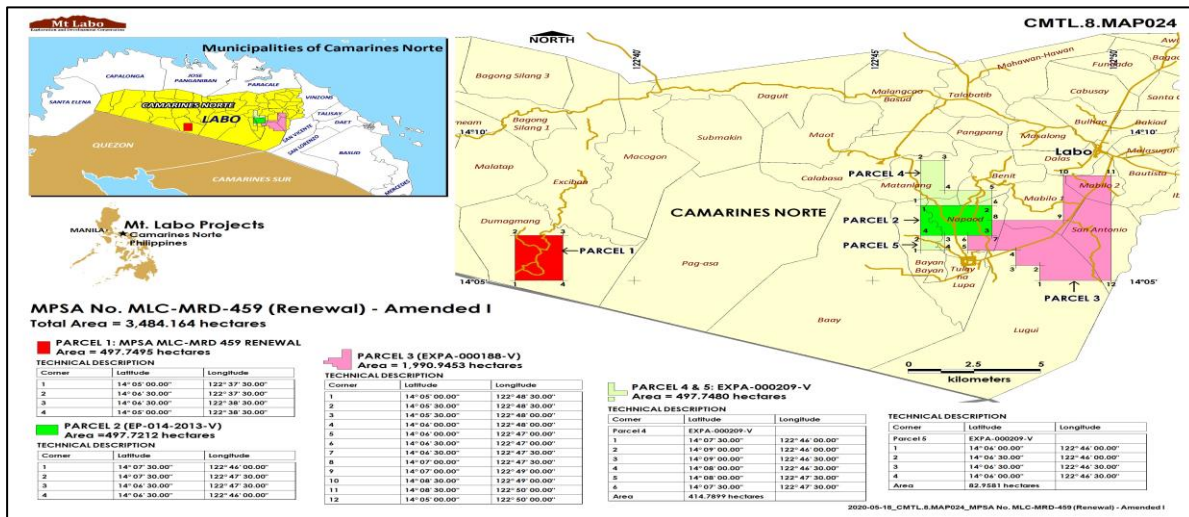 Mt Labo
Exploration and Development Corporation
CMTL.8.MAP024
Municipalities of Camarines Norte
CAPALONGA
JOSE
PANGANIBAN
PARACALE
SANTA ELENA
VINZONS
CAMARINES NORTE
LABO
TALISAY
DAET
SAN VICENTE
SAN LORENZO
BASUD
QUEZON
CAMARINES SUR
MERCEDES
MANILA
Mt. Labo Projects
Camarines Norte
Philippines
NORTH
122°40'
122°45'
122°50'
14°10'
14°10'
14°05'
14°05'
Bagong Silang 3
Bagong
Silang 1
Malatap
Exciban
Macogon
Dumagmang
Submakin
Daguit
Malangcao
Basud
Talobatib
Mahawan-Hawan
Fundado
Cabusay
Maot
Pangpang
Masalong
Bulhao
Bakiad
Labo
Malasugui
Dalas
Bautista
Calabasa
Matanlang
Benit
Mabilo 1
Mabilo 2
Napaod
San Antonio
Pag-asa
Bayan
Bayan
Tulay
na
Lupa
Baay
Lugui
CAMARINES NORTE
PARCEL 1
PARCEL 2
PARCEL 3
PARCEL 4
PARCEL 5
0 2.5 5
kilometers
MPSA No. MLC-MRD-459 (Renewal) - Amended I
Total Area = 3,484.164 hectares
PARCEL 1: MPSA MLC-MRD 459 RENEWAL
Area = 497.7495 hectares
TECHNICAL DESCRIPTION
Corner Latitude Longitude
1 14° 05' 00.00" 122° 37' 30.00"
2 14° 06' 30.00" 122° 37' 30.00"
3 14° 06' 30.00" 122° 38' 30.00"
4 14° 05' 00.00" 122° 38' 30.00"
PARCEL 2 (EP-014-2013-V)
Area =497.7212 hectares
TECHNICAL DESCRIPTION
Corner Latitude Longitude
1 14° 07' 30.00" 122° 46' 00.00"
2 14° 07' 30.00" 122° 47' 30.00"
3 14° 06' 30.00" 122° 47' 30.00"
4 14° 06' 30.00" 122° 46' 00.00"
PARCEL 3 (EXPA-000188-V)
Area = 1,990.9453 hectares
TECHNICAL DESCRIPTION
Corner Latitude Longitude
1 14° 05' 00.00" 122° 48' 30.00"
2 14° 05' 30.00" 122° 48' 30.00"
3 14° 05' 30.00" 122° 48' 00.00"
4 14° 06' 00.00" 122° 48' 00.00"
5 14° 06' 00.00" 122° 47' 00.00"
6 14° 06' 30.00" 122° 47' 00.00"
7 14° 06' 30.00" 122° 47' 30.00"
8 14° 07' 00.00" 122° 47' 30.00"
9 14° 07' 00.00" 122° 49' 00.00"
10 14° 08' 30.00" 122° 49' 00.00"
11 14° 08' 30.00" 122° 50' 00.00"
12 14° 05' 00.00" 122° 50' 00.00"
PARCEL 4 & 5: EXPA-000209-V
Area = 497.7480 hectares
TECHNICAL DESCRIPTION
Corner Latitude Longitude
Parcel 4 EXPA-000209-V
1 14° 07' 30.00" 122° 46' 00.00"
2 14° 09' 00.00" 122° 46' 00.00"
3 14° 09' 00.00" 122° 46' 30.00"
4 14° 08' 00.00" 122° 46' 30.00"
5 14° 08' 00.00" 122° 47' 30.00"
6 14° 07' 30.00" 122° 47' 30.00"
Area 414.7899 hectares
TECHNICAL DESCRIPTION
Corner Latitude Longitude
Parcel 5 EXPA-000209-V
1 14° 06' 00.00" 122° 46' 00.00"
2 14° 06' 30.00" 122° 46' 00.00"
3 14° 06' 30.00" 122° 46' 30.00"
4 14° 06' 00.00" 122° 46' 30.00"
Area 82.9581 hectares
2020-05-18_CMTL.8.MAP024_MPSA No. MLC-MRD-459 (Renewal) - Amended I